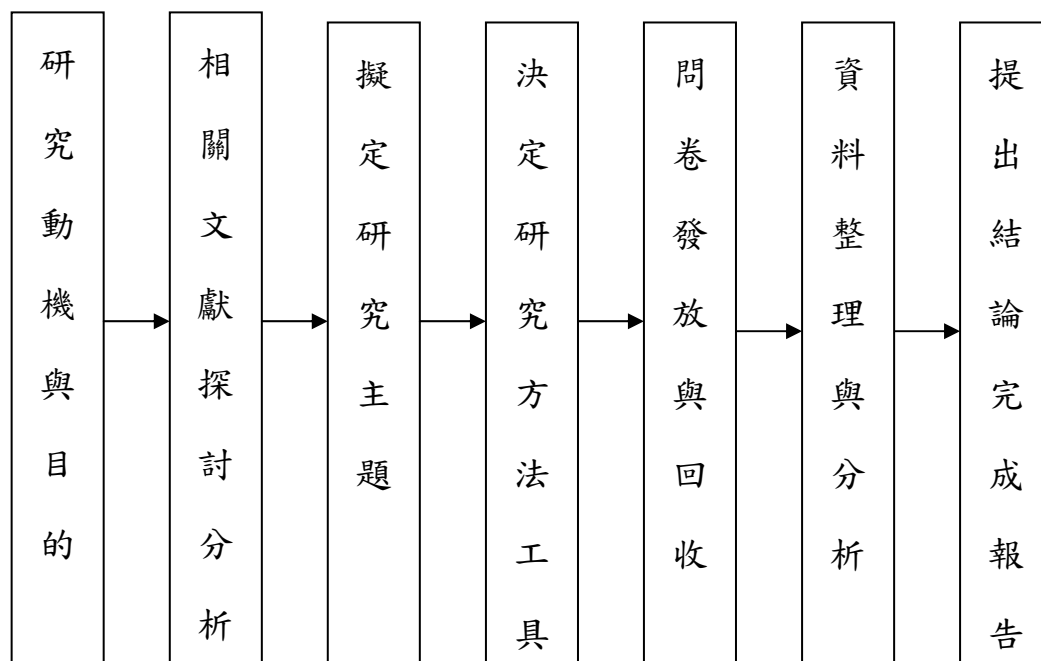 研究動機與目的
相關文獻探討分析
擬定研究主題
決定研究方法工具
問卷發放與回收
資料整理與分析
提出結論完成報告